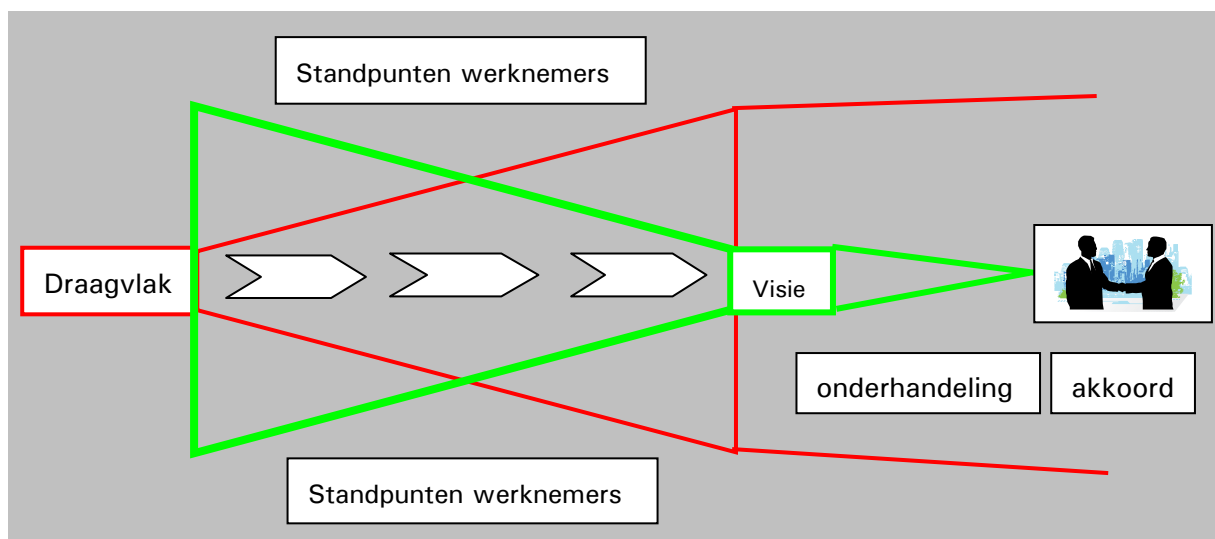 Standpunten werknemers
Draagvlak
Visie
onderhandeling
akkoord
Standpunten werknemers